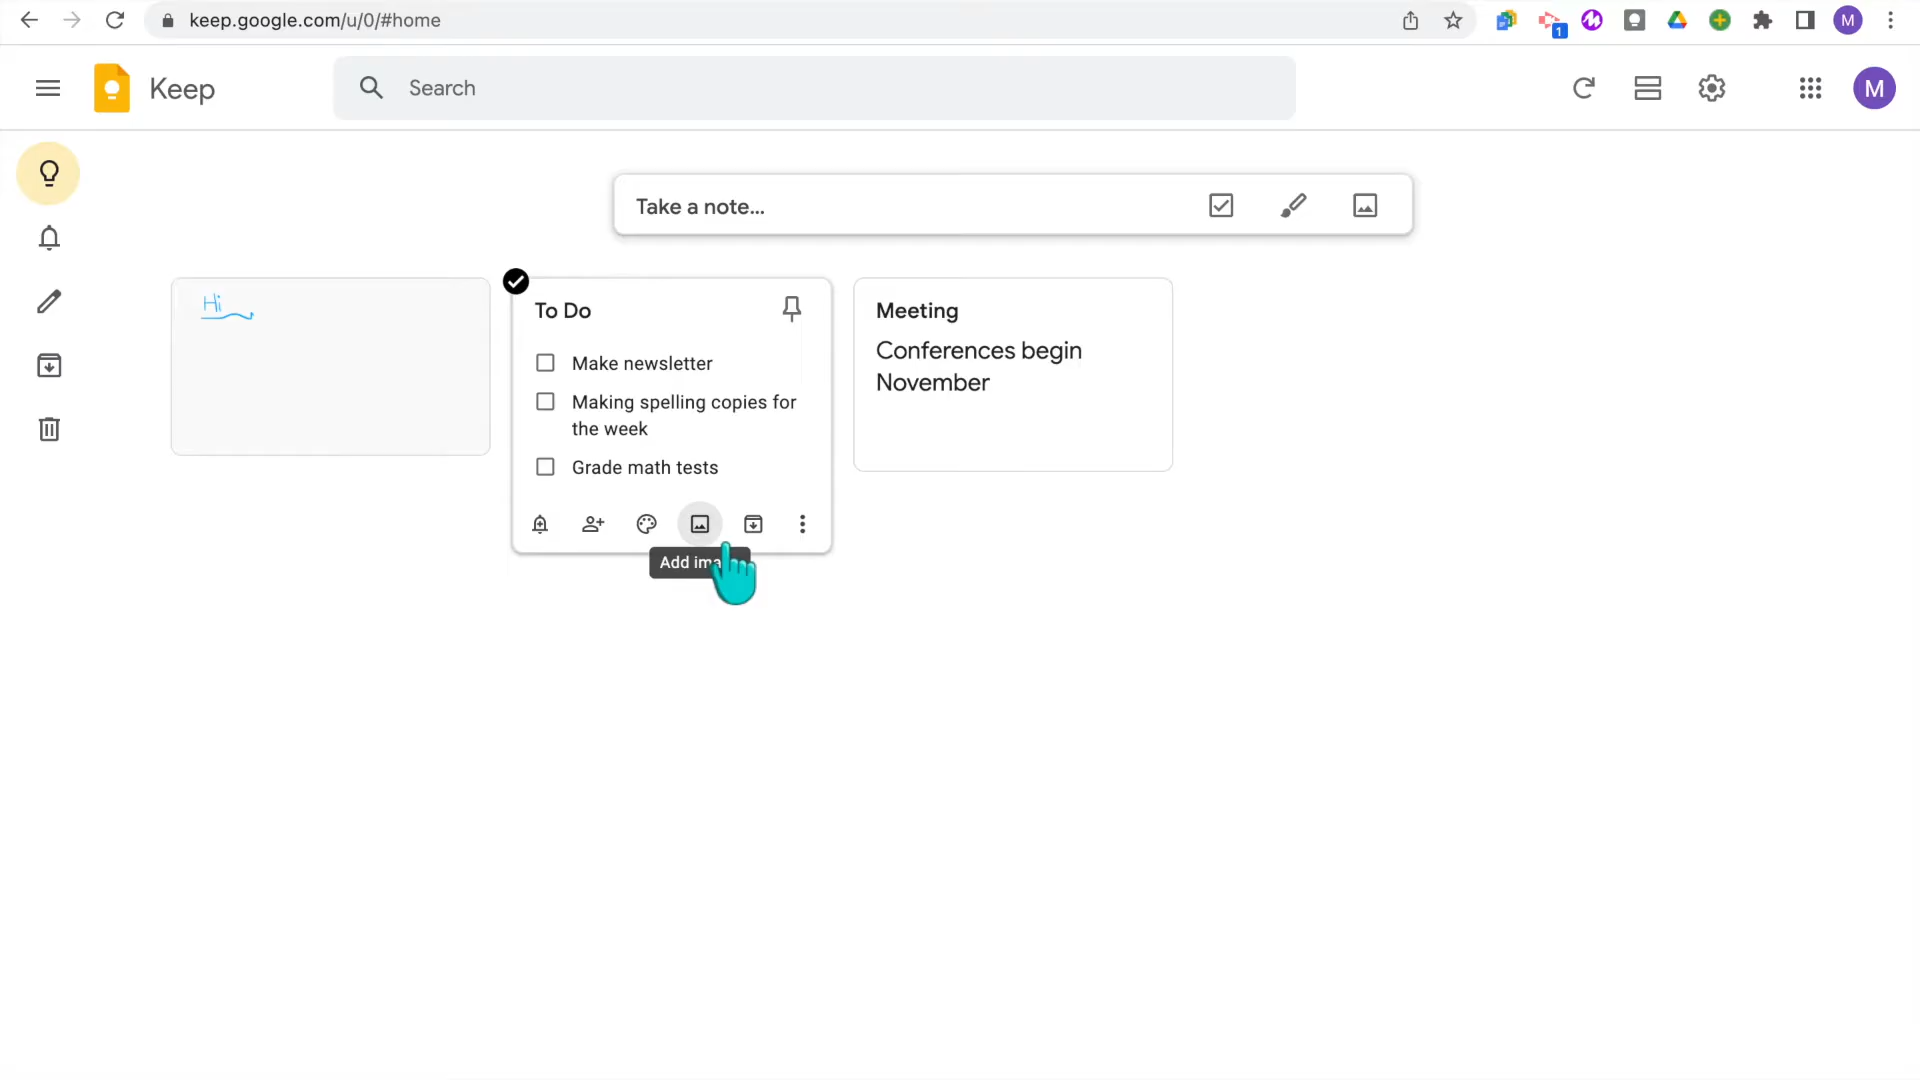 keep.google.com/u/0/#home
1
M
Keep
Search
M
Take a note...
Hi
To Do
Make newsletter
Making spelling copies for
the week
Grade math tests
Add ima
Meeting
Conferences begin
November